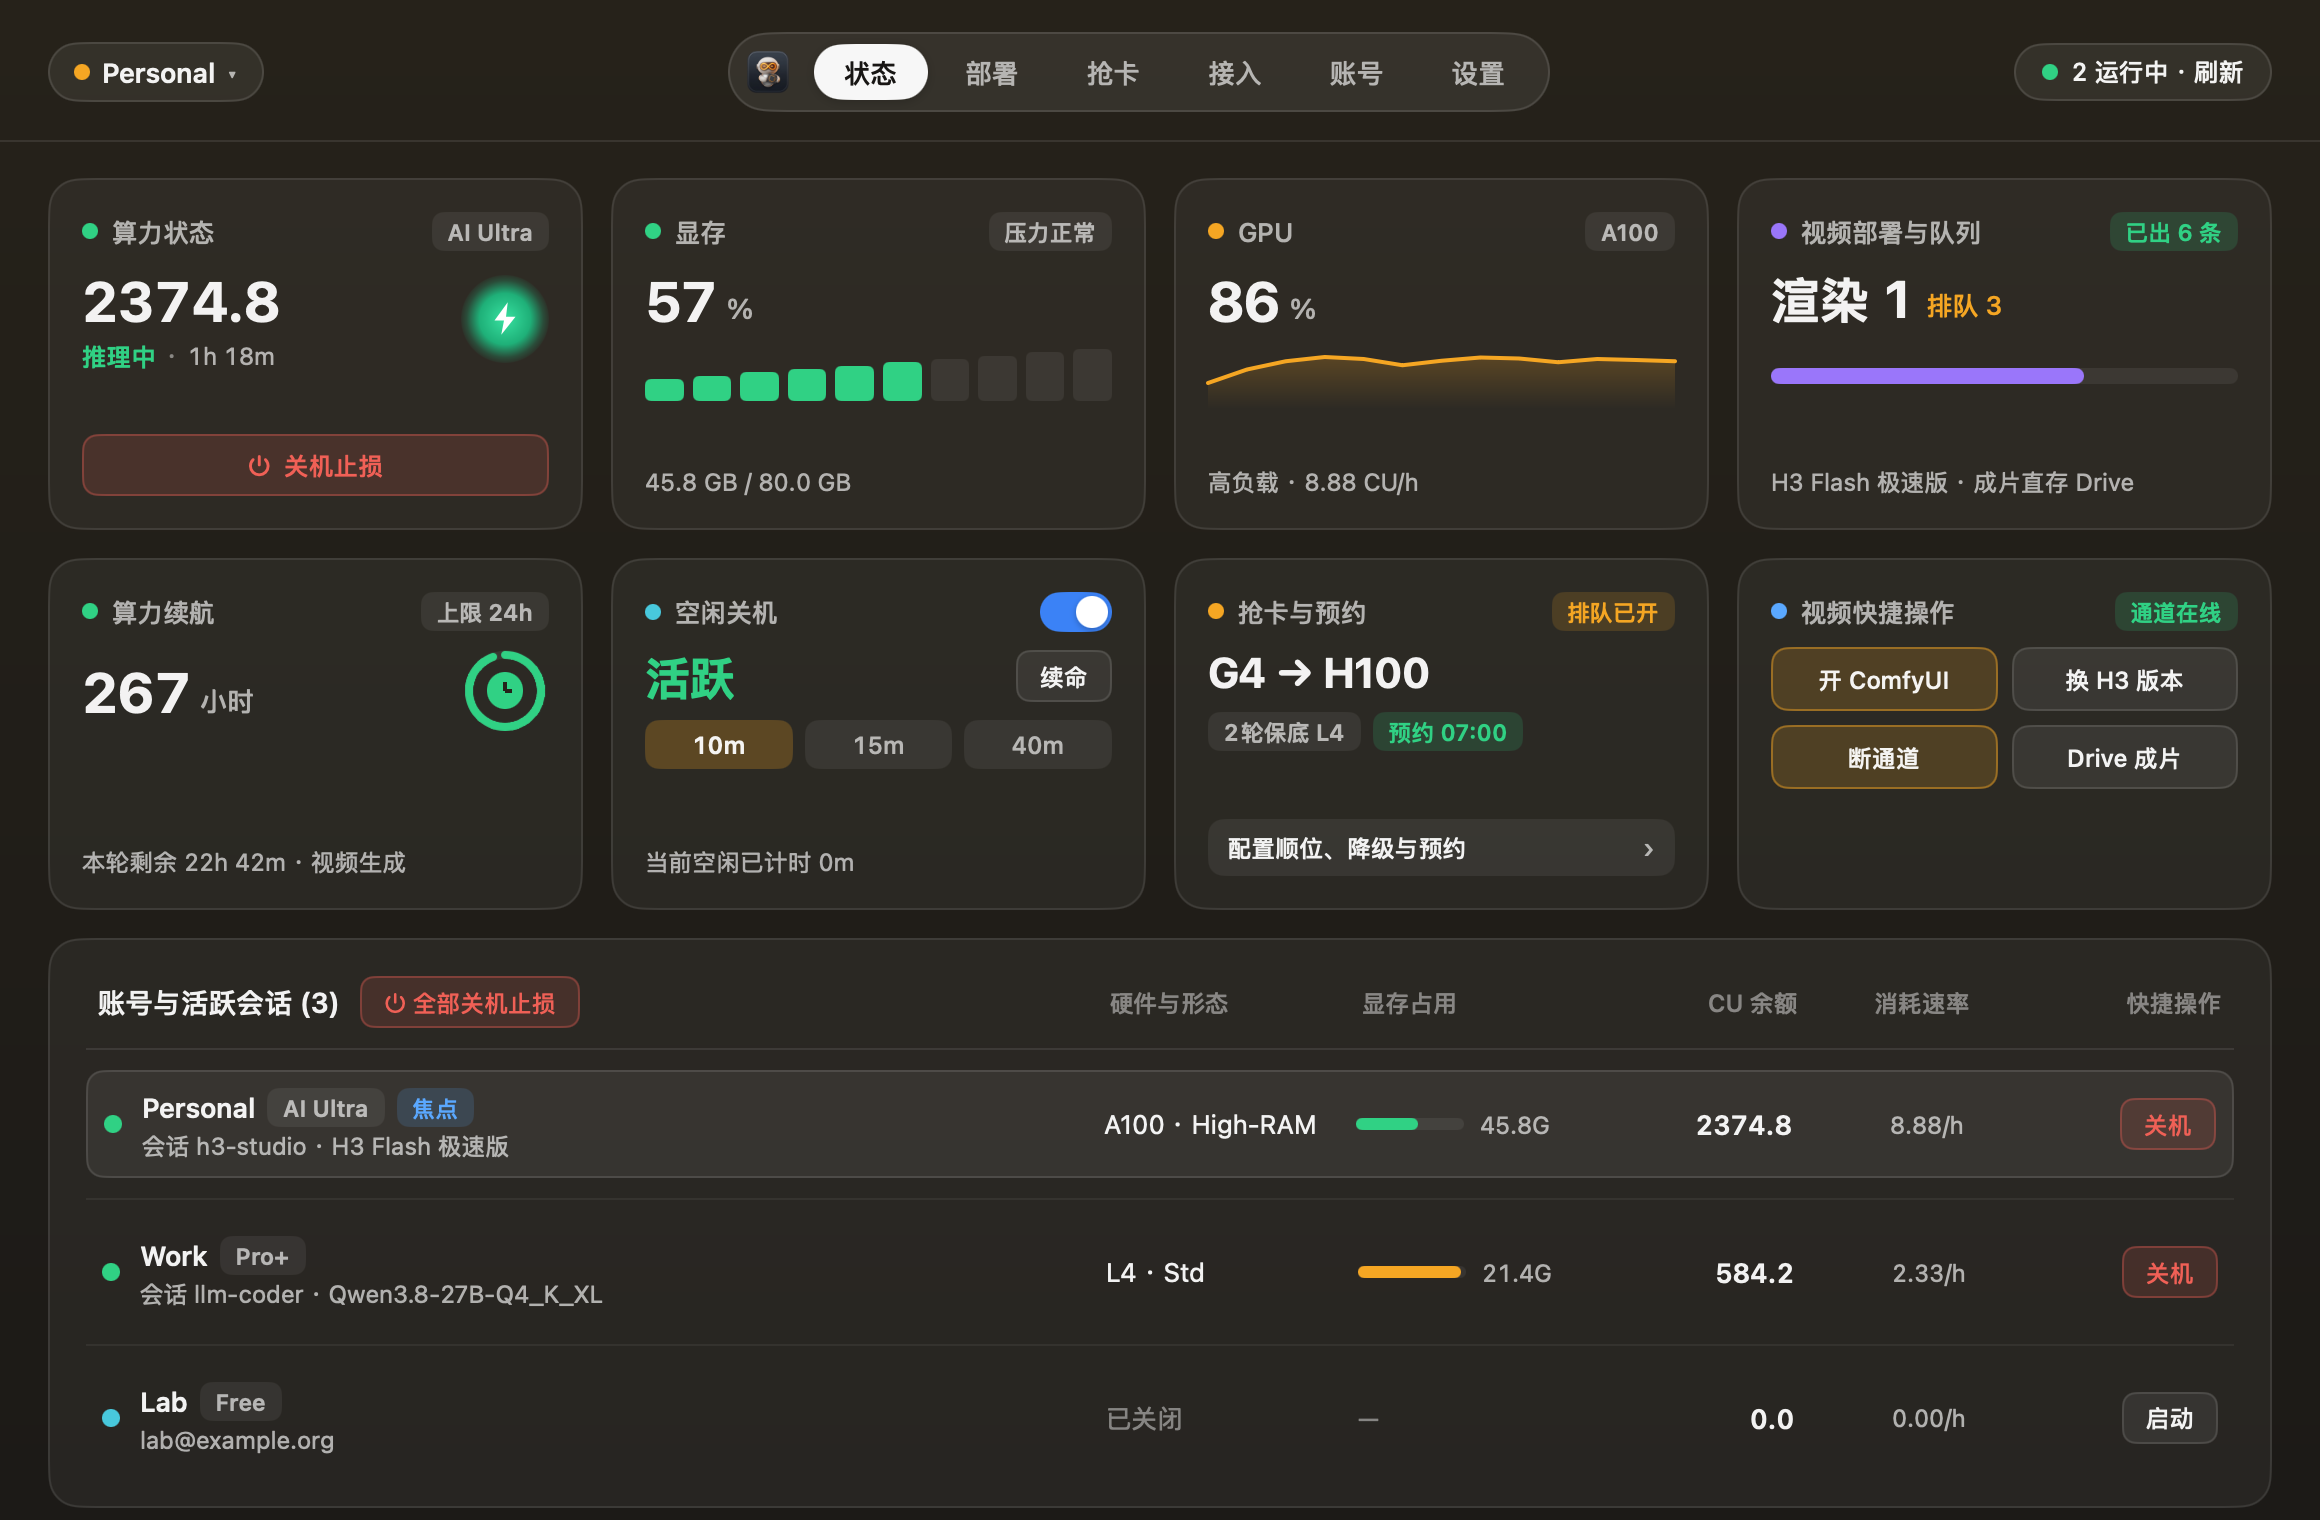 Personal ▾
状态 部署 抢卡 接入 账号 设置
2 运行中 · 刷新
算力状态 AI Ultra
2374.8
推理中 · 1h 18m
关机止损
显存 压力正常
57 %
45.8 GB / 80.0 GB
GPU A100
86 %
高负载 · 8.88 CU/h
视频部署与队列 已出 6 条
渲染 1 排队 3
H3 Flash 极速版 · 成片直存 Drive
算力续航 上限 24h
267 小时
本轮剩余 22h 42m · 视频生成
空闲关机
活跃 续命
10m 15m 40m
当前空闲已计时 0m
抢卡与预约 排队已开
G4 → H100
2轮保底 L4 预约 07:00
配置顺位、降级与预约 ›
视频快捷操作 通道在线
开 ComfyUI 换 H3 版本
断通道 Drive 成片
账号与活跃会话 (3) 全部关机止损 硬件与形态 显存占用 CU 余额 消耗速率 快捷操作
Personal AI Ultra 焦点
会话 h3-studio · H3 Flash 极速版
A100 · High-RAM 45.8G 2374.8 8.88/h 关机
Work Pro+
会话 llm-coder · Qwen3.8-27B-Q4_K_XL
L4 · Std 21.4G 584.2 2.33/h 关机
Lab Free
lab@example.org
已关闭 — 0.0 0.00/h 启动